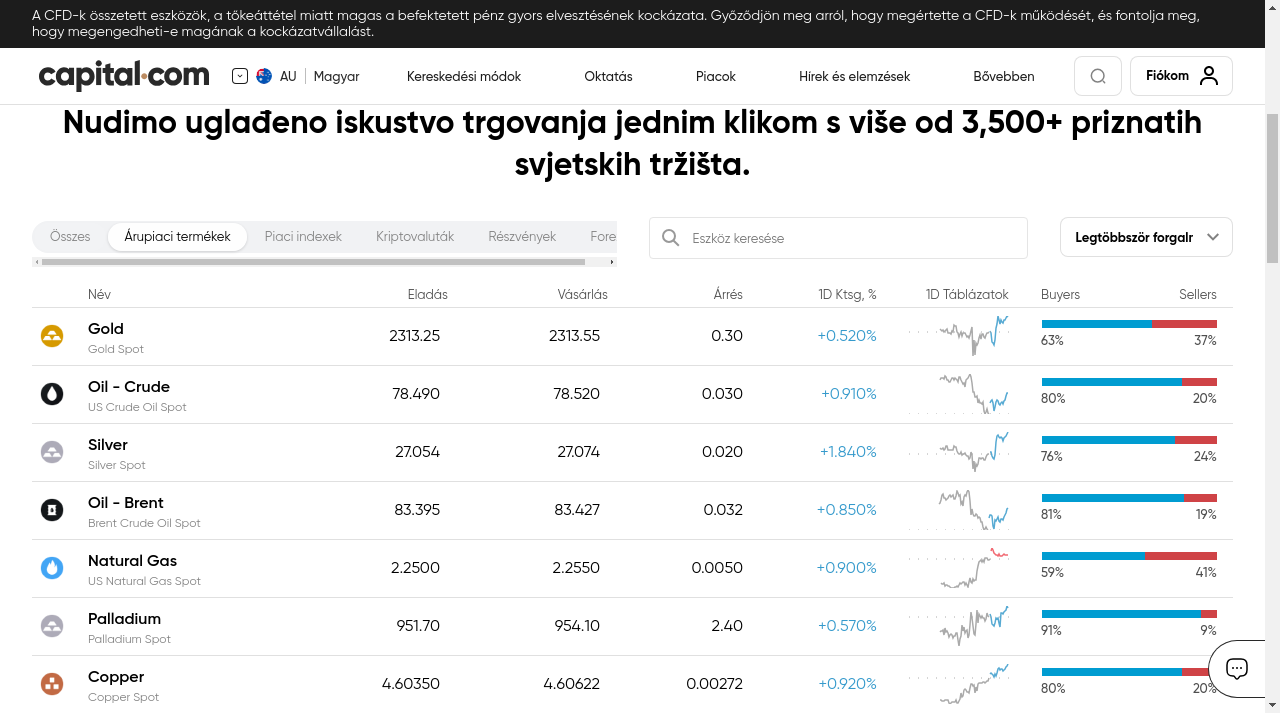 A CFD-k összetett eszközök, a tőkeáttétel miatt magas a befektetett pénz gyors elvesztésének kockázata. Győződjön meg arról, hogy megértette a CFD-k működését, és fontolja meg,
hogy megengedheti-e magának a kockázatvállalást.
capital.com AU Magyar Kereskedési módok Oktatás Piacok Hírek és elemzések Bővebben Fiókom
Nudimo uglađeno iskustvo trgovanja jednim klikom s više od 3,500+ priznatih
svjetskih tržišta.
Összes Árupiaci termékek Piaci indexek Kriptovaluták Részvények Fore Eszköz keresése Legtöbbször forgalr
Név Eladás Vásárlás Árrés 1D Ktsg, % 1D Táblázatok Buyers Sellers
Gold 2313.25 2313.55 0.30 +0.520% 63% 37%
Gold Spot
Oil - Crude 78.490 78.520 0.030 +0.910% 80% 20%
US Crude Oil Spot
Silver 27.054 27.074 0.020 +1.840% 76% 24%
Silver Spot
Oil - Brent 83.395 83.427 0.032 +0.850% 81% 19%
Brent Crude Oil Spot
Natural Gas 2.2500 2.2550 0.0050 +0.900% 59% 41%
US Natural Gas Spot
Palladium 951.70 954.10 2.40 +0.570% 91% 9%
Palladium Spot
Copper 4.60350 4.60622 0.00272 +0.920% 80% 20%
Copper Spot